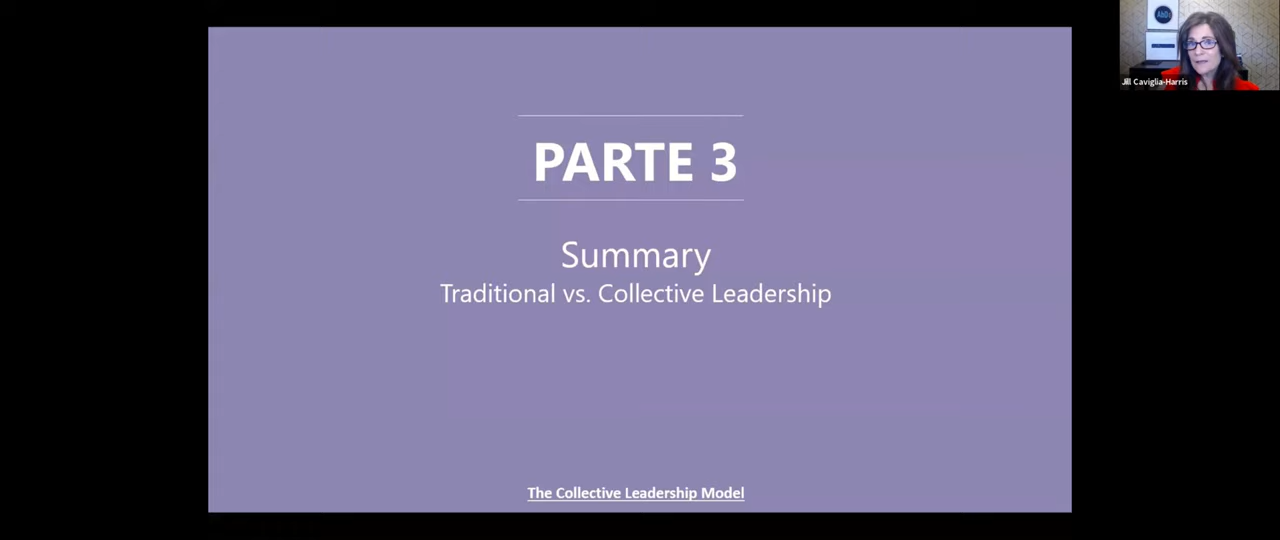 PARTE 3
Summary
Traditional vs. Collective Leadership
The Collective Leadership Model
Jill Caviglia-Harris